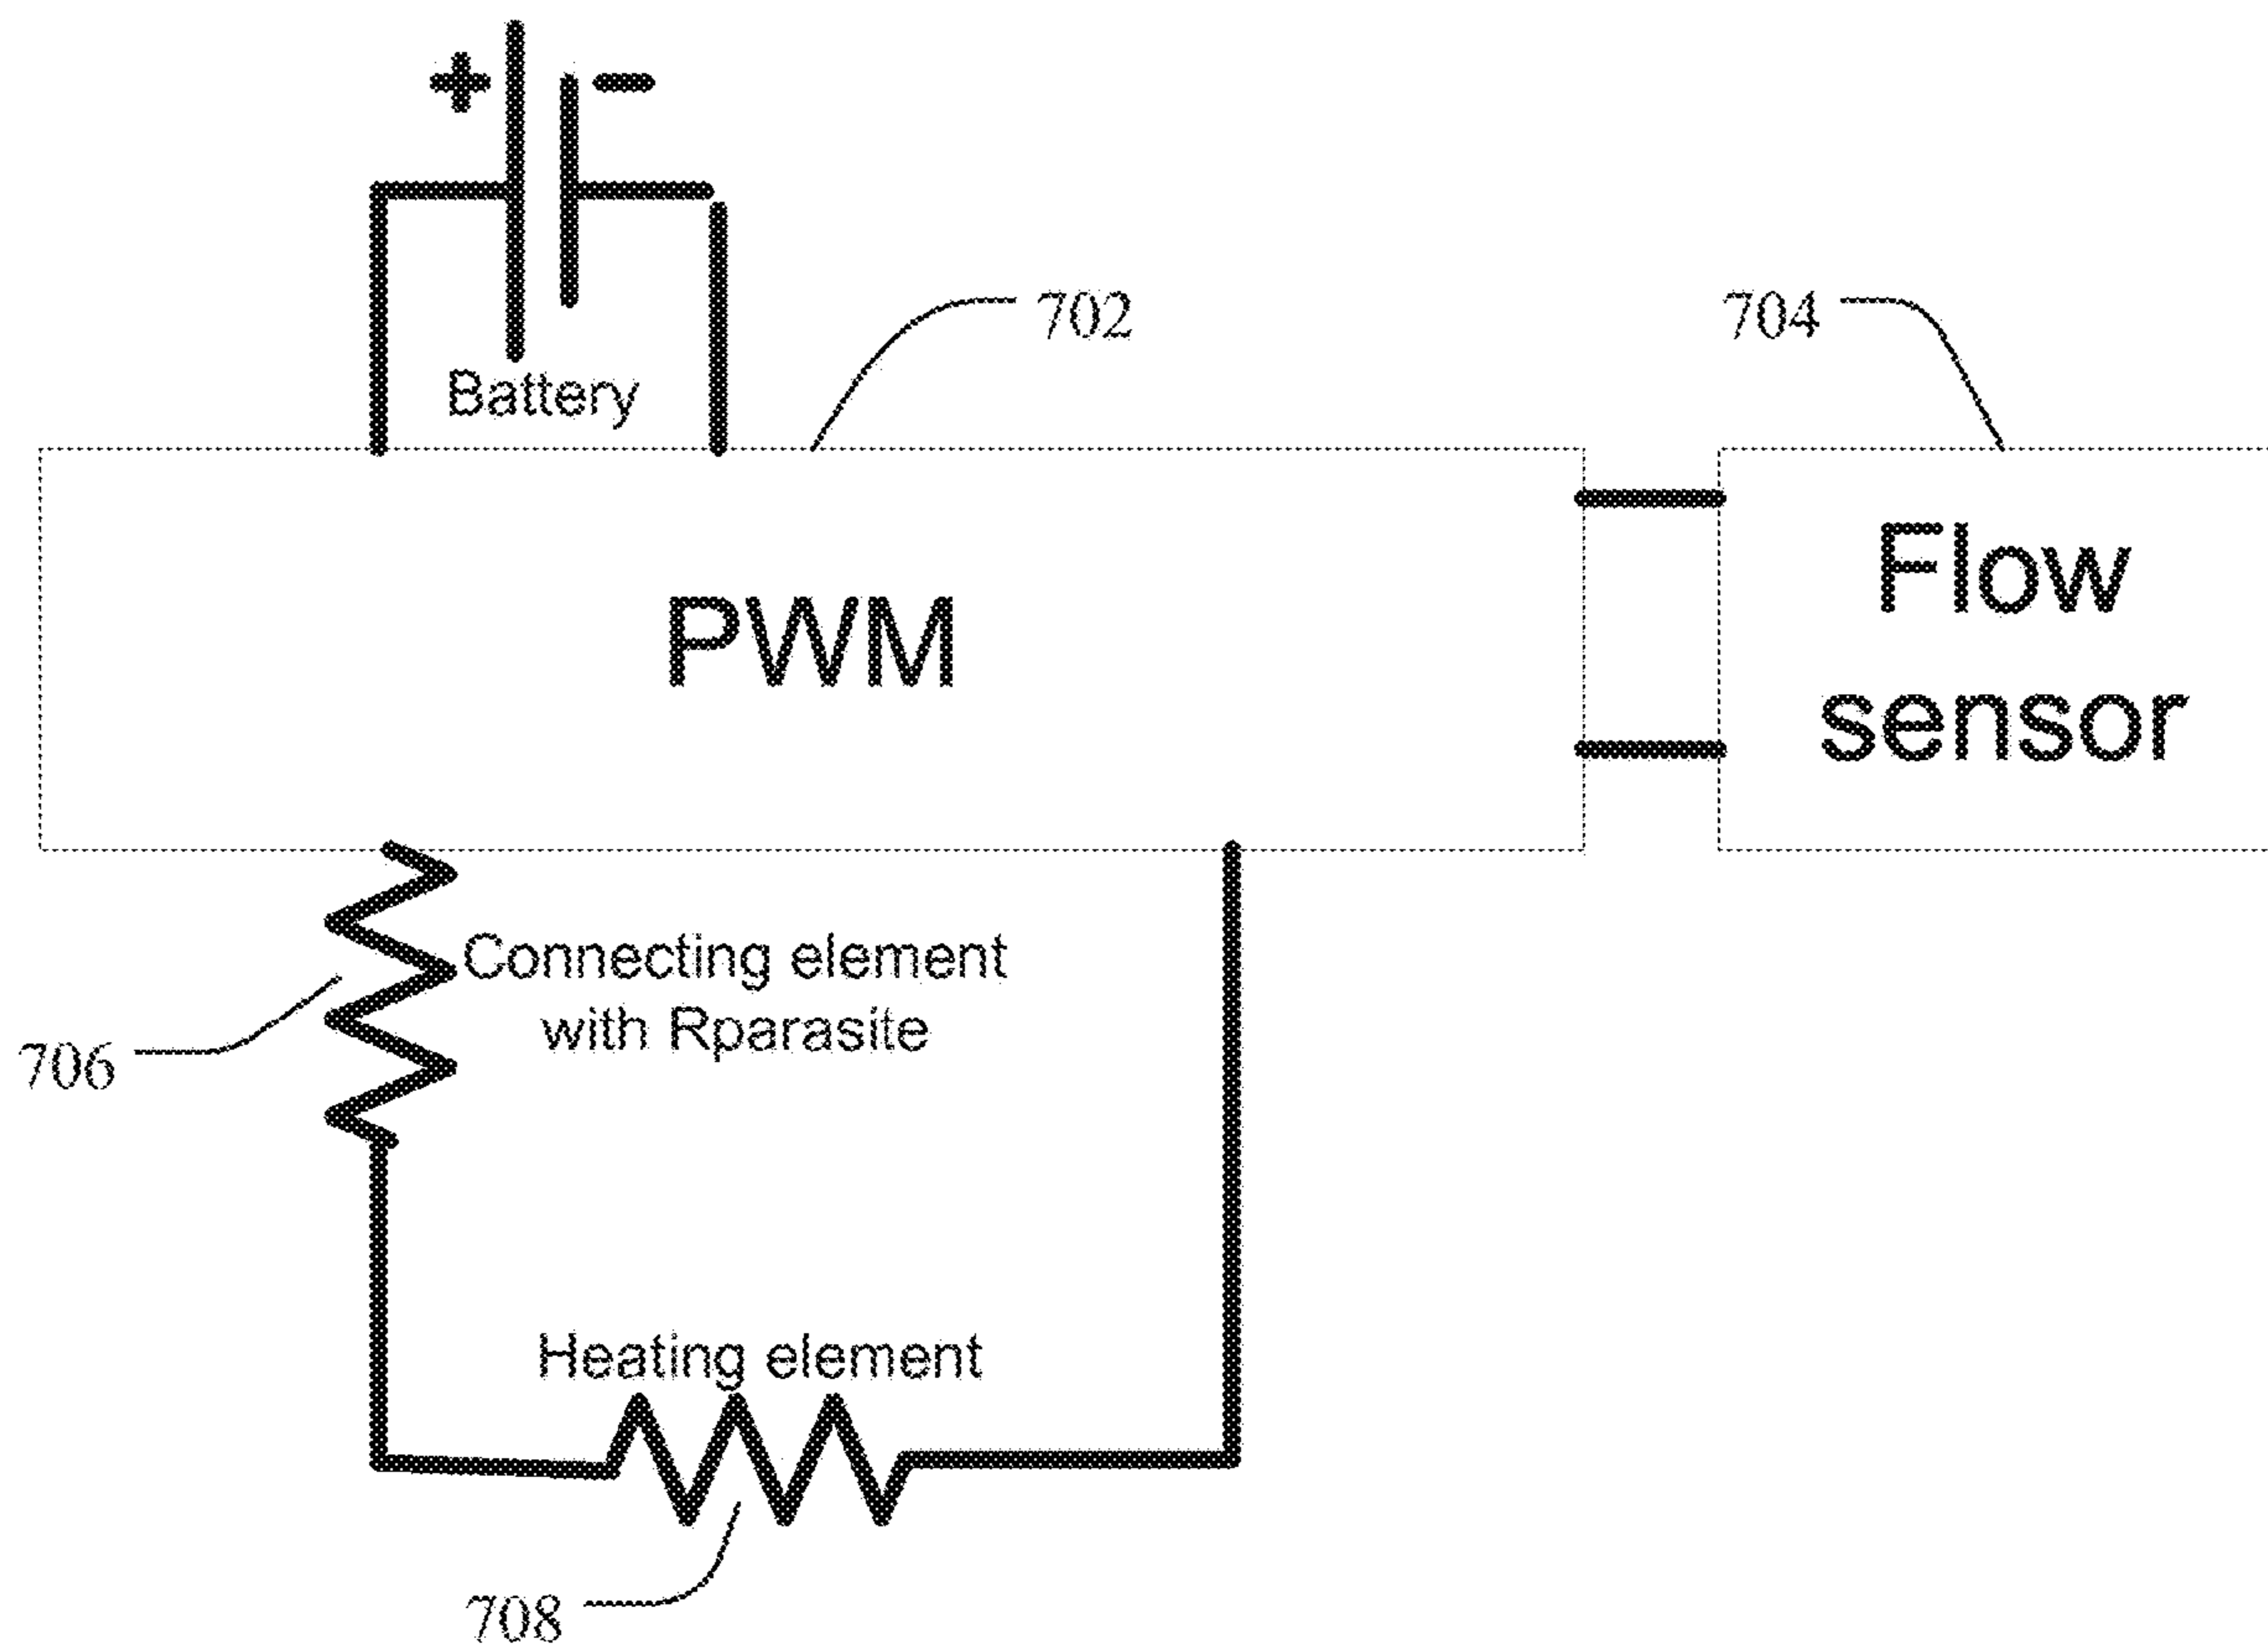 + -
Battery
702
704
PWM
Flow
sensor
Connecting element
with Rparasite
706
Heating element
708